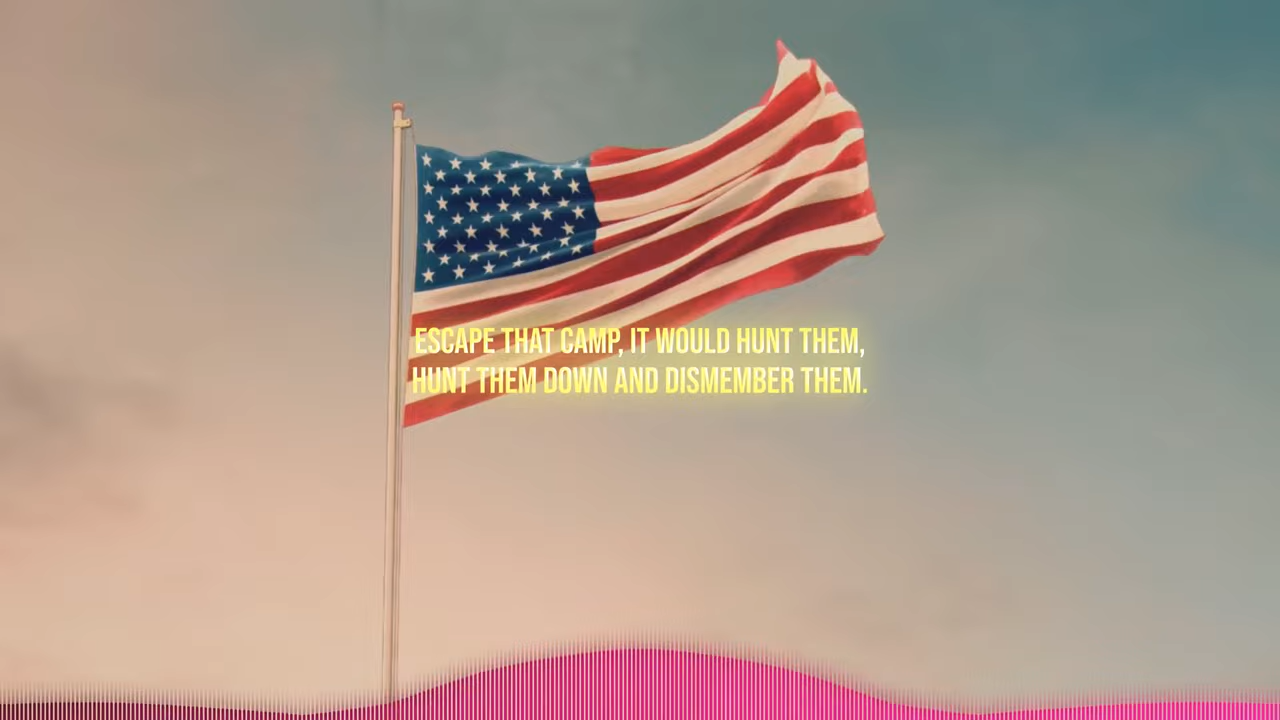 ESCAPE THAT CAMP, IT WOULD HUNT THEM,
HUNT THEM DOWN AND DISMEMBER THEM.